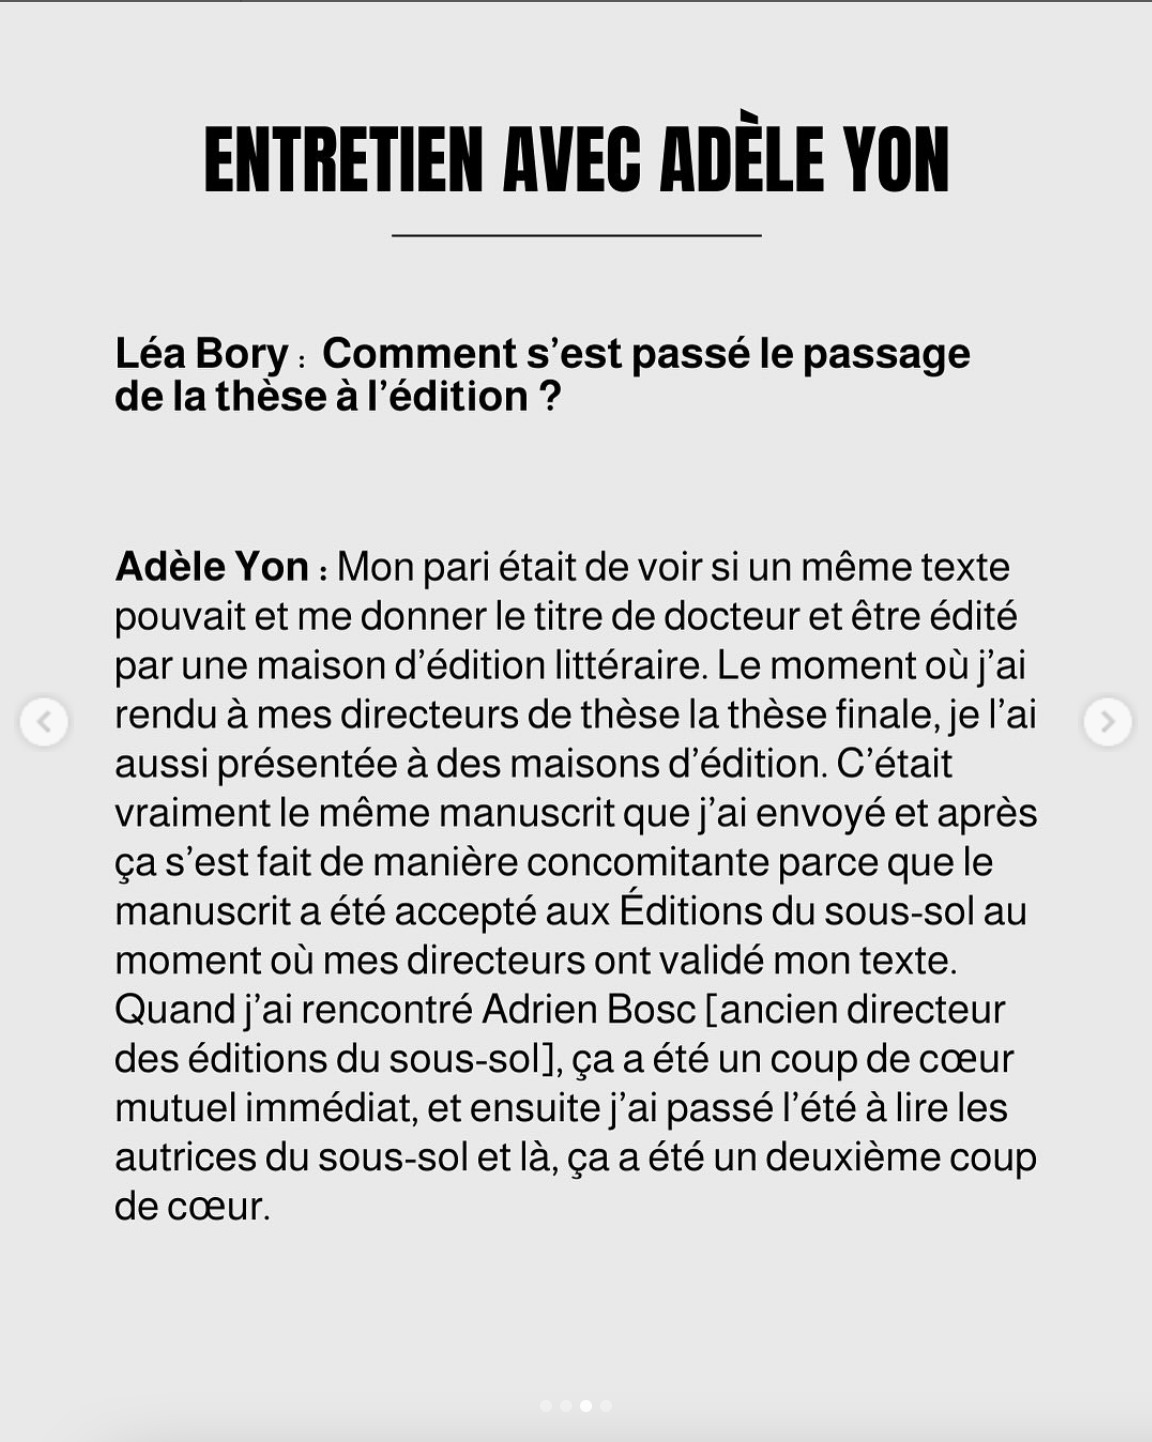 ENTRETIEN AVEC ADÈLE YON
Léa Bory : Comment s’est passé le passage
de la thèse à l’édition ?
Adèle Yon : Mon pari était de voir si un même texte
pouvait et me donner le titre de docteur et être édité
par une maison d’édition littéraire. Le moment où j’ai
rendu à mes directeurs de thèse la thèse finale, je l’ai
aussi présentée à des maisons d’édition. C’était
vraiment le même manuscrit que j’ai envoyé et après
ça s’est fait de manière concomitante parce que le
manuscrit a été accepté aux Éditions du sous-sol au
moment où mes directeurs ont validé mon texte.
Quand j’ai rencontré Adrien Bosc [ancien directeur
des éditions du sous-sol], ça a été un coup de cœur
mutuel immédiat, et ensuite j’ai passé l’été à lire les
autrices du sous-sol et là, ça a été un deuxième coup
de cœur.